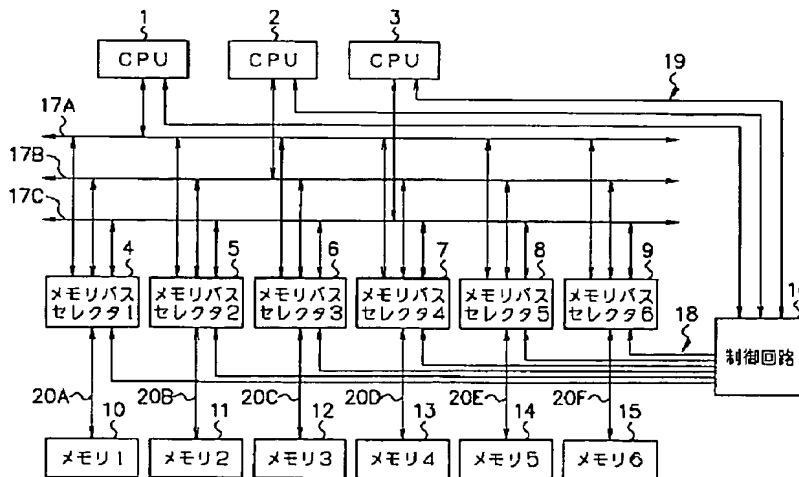 1 2 3
CPU CPU CPU
19
17A
17B
17C
4 5 6 7 8 9
メモリバス メモリバス メモリバス メモリバス メモリバス メモリバス
セレクタ1 セレクタ2 セレクタ3 セレクタ4 セレクタ5 セレクタ6
18
制御回路
20A 20B 20C 20D 20E 20F
10 11 12 13 14 15
メモリ1 メモリ2 メモリ3 メモリ4 メモリ5 メモリ6